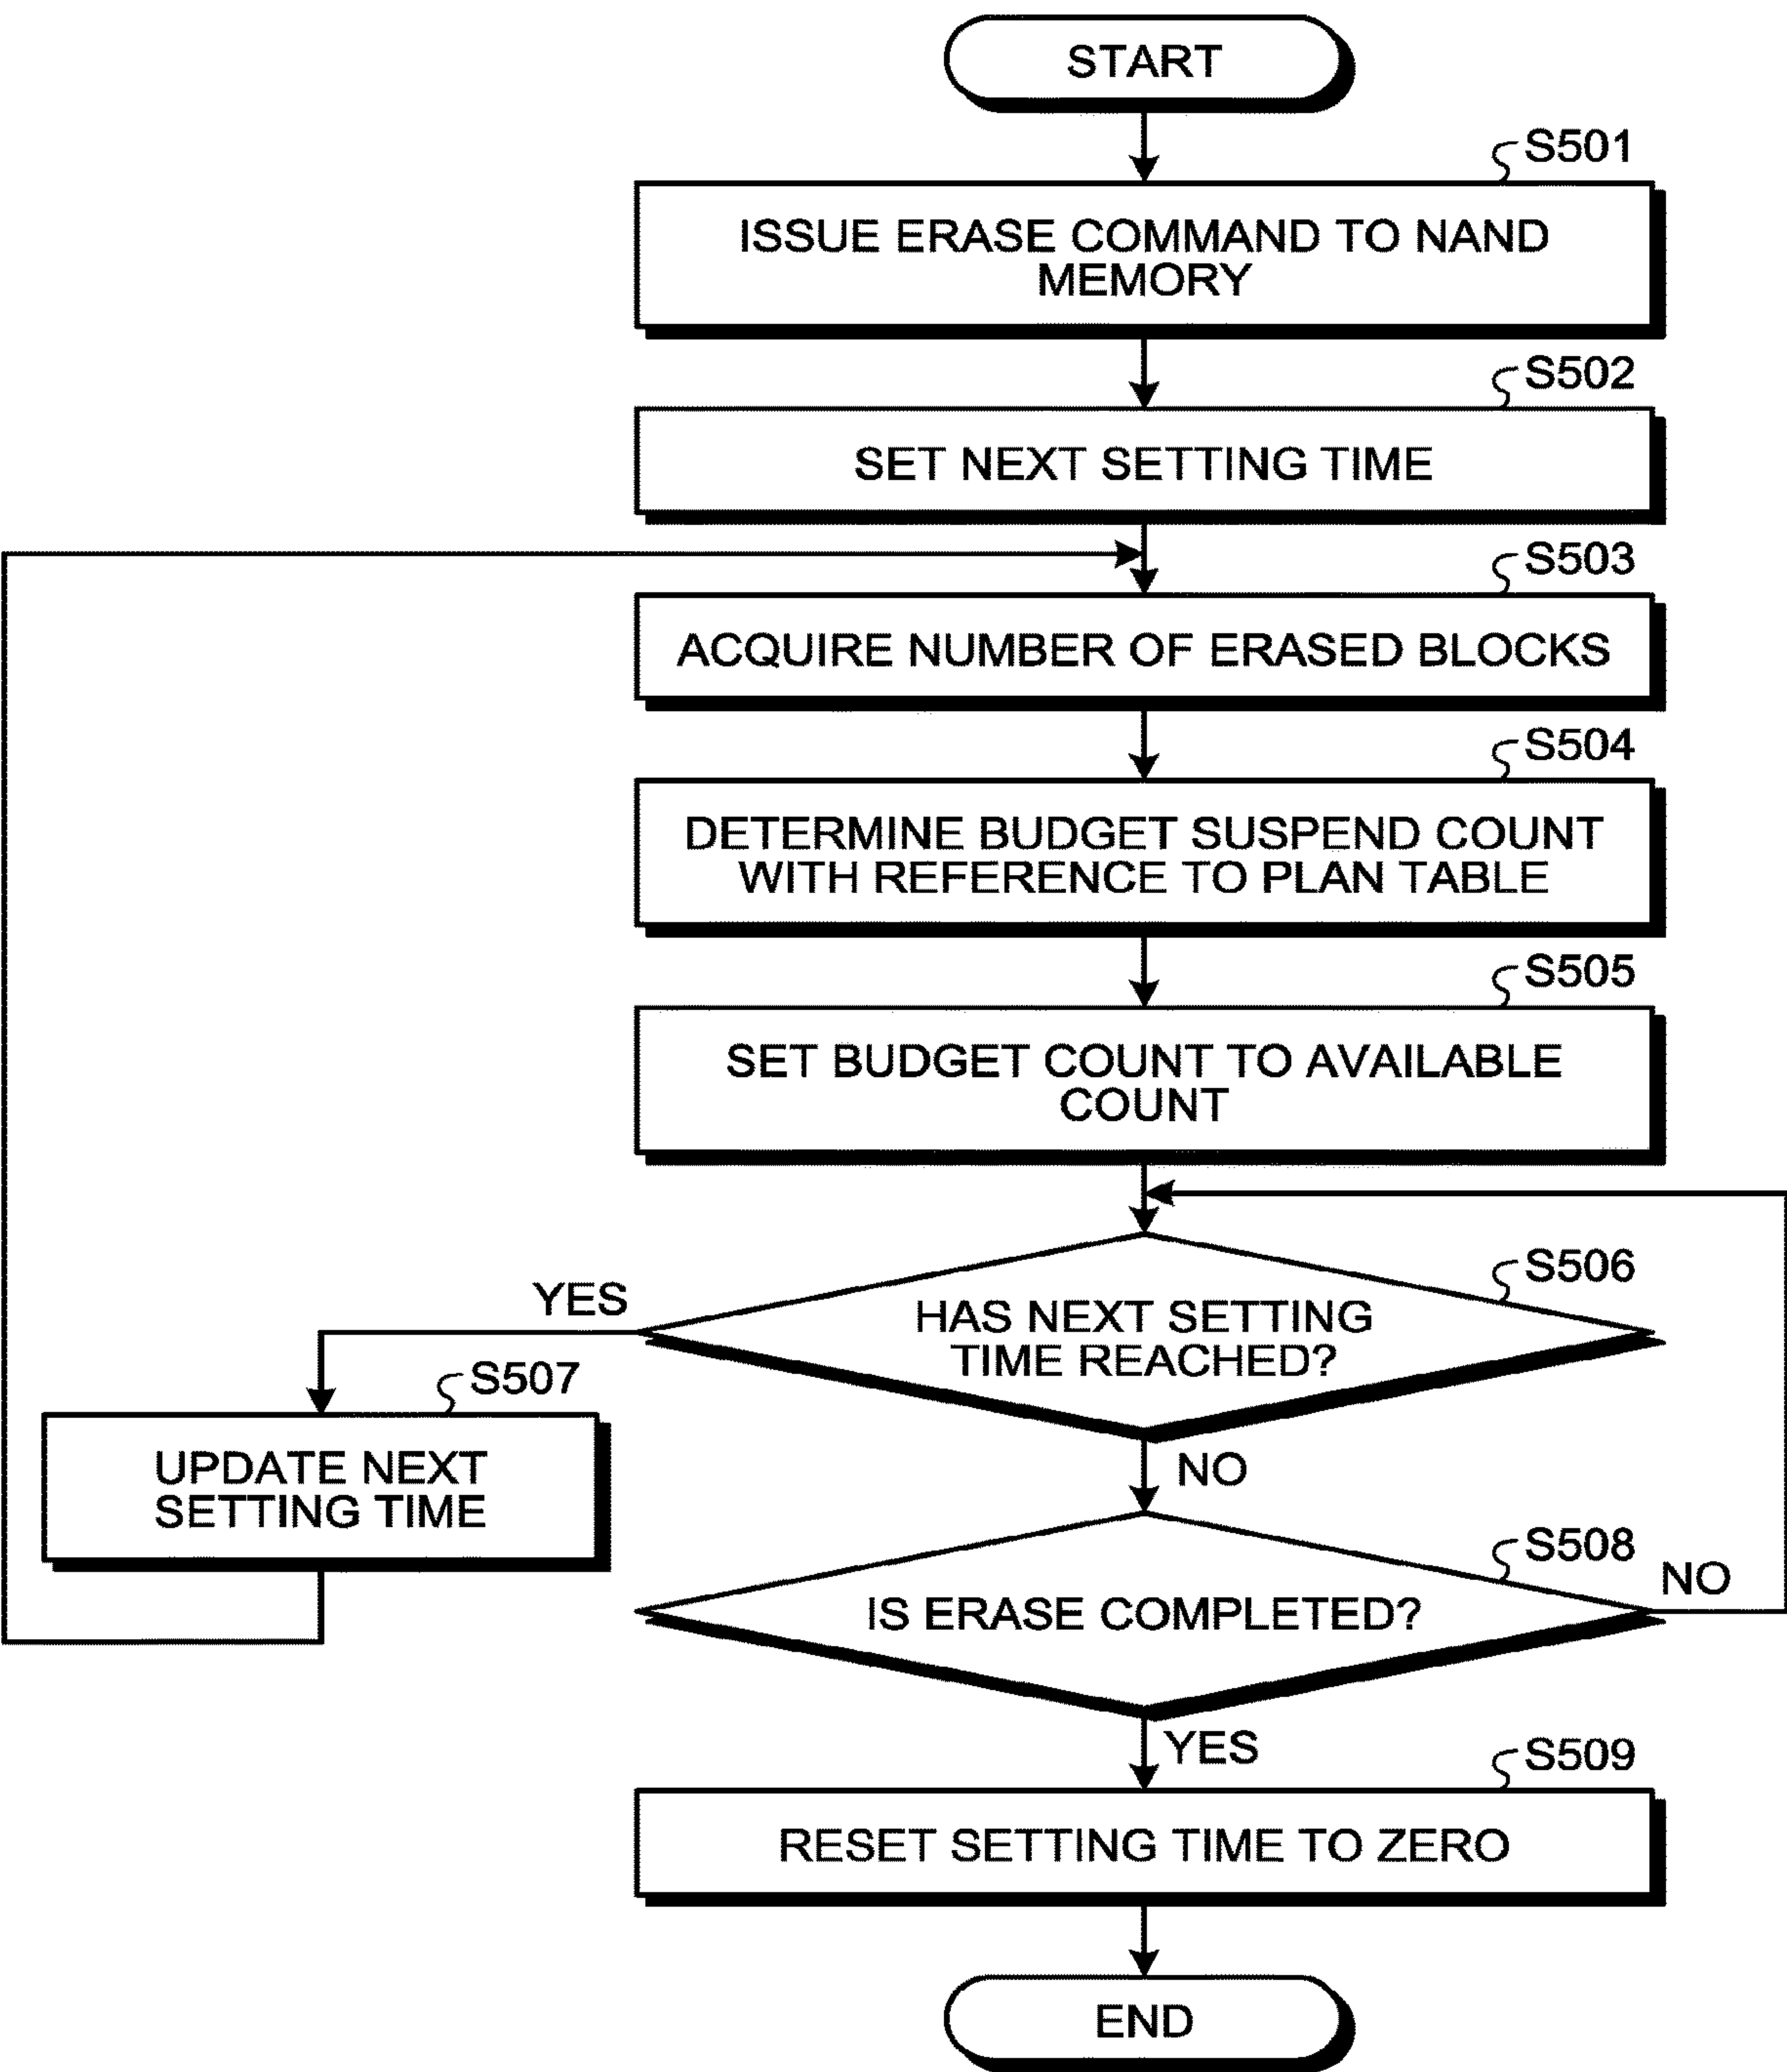 START
S501
ISSUE ERASE COMMAND TO NAND
MEMORY
S502
SET NEXT SETTING TIME
S503
ACQUIRE NUMBER OF ERASED BLOCKS
S504
DETERMINE BUDGET SUSPEND COUNT
WITH REFERENCE TO PLAN TABLE
S505
SET BUDGET COUNT TO AVAILABLE
COUNT
S506
YES
HAS NEXT SETTING
TIME REACHED?
S507
UPDATE NEXT
SETTING TIME
NO
S508
NO
IS ERASE COMPLETED?
YES
S509
RESET SETTING TIME TO ZERO
END